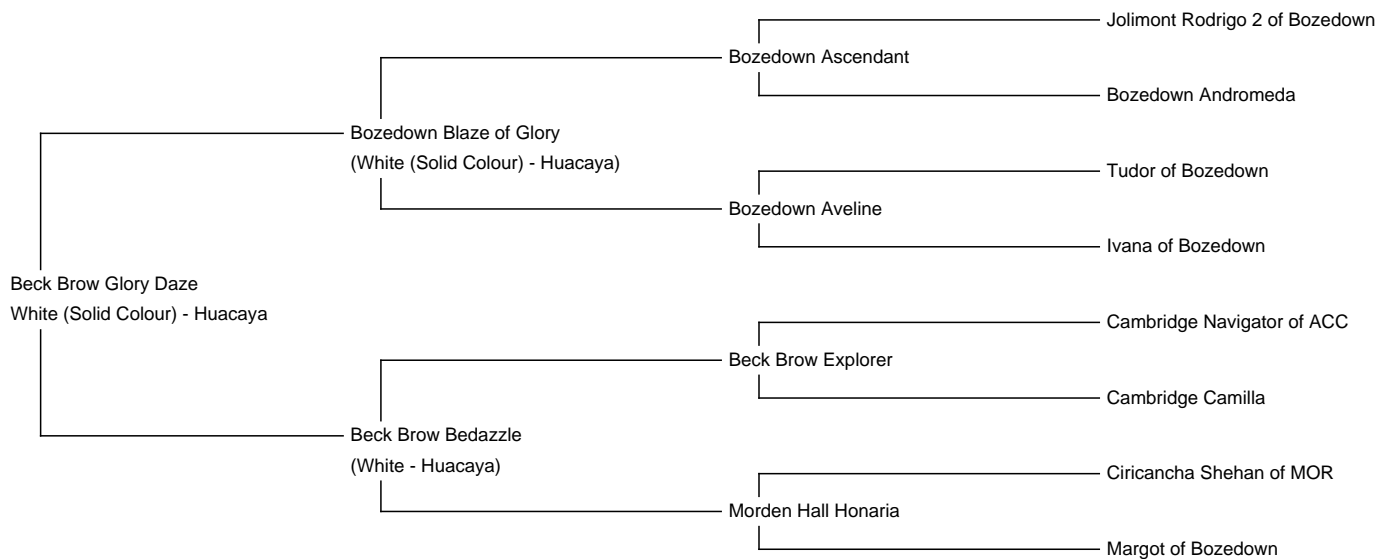 Jolimont Rodrigo 2 of Bozedown
Bozedown Ascendant
Bozedown Andromeda
Bozedown Blaze of Glory
(White (Solid Colour) - Huacaya)
Tudor of Bozedown
Bozedown Aveline
Ivana of Bozedown
Beck Brow Glory Daze
White (Solid Colour) - Huacaya
Cambridge Navigator of ACC
Beck Brow Explorer
Cambridge Camilla
Beck Brow Bedazzle
(White - Huacaya)
Ciricancha Shehan of MOR
Morden Hall Honaria
Margot of Bozedown